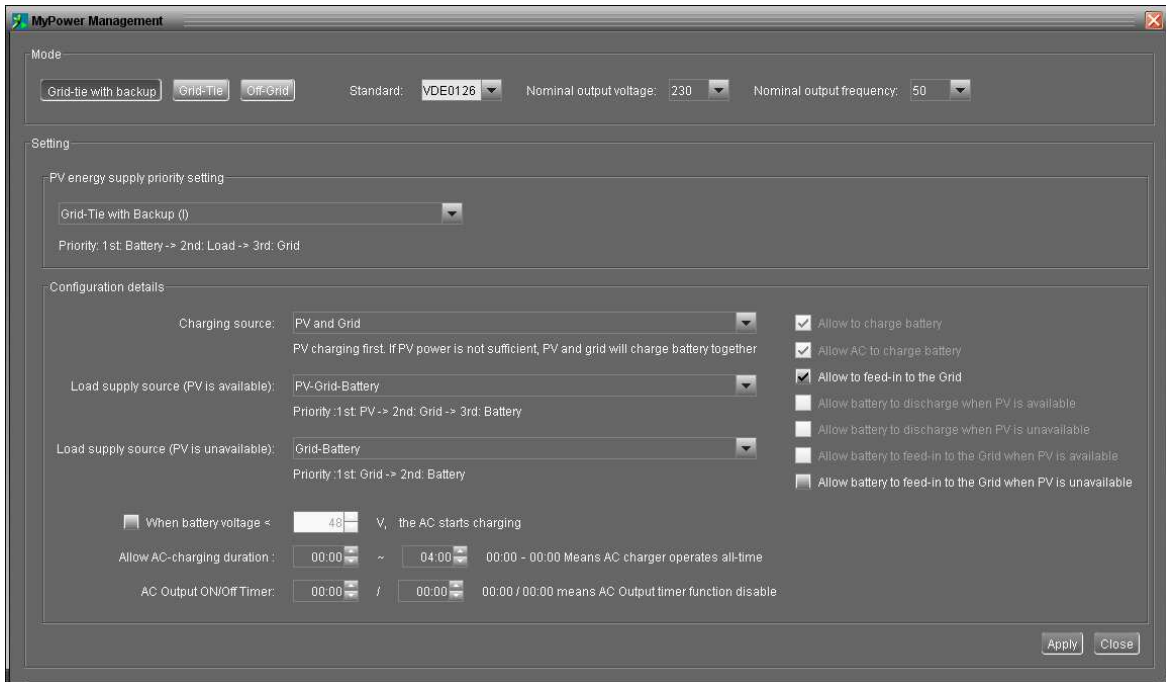 MyPower Management
Mode
Grid-tie with backup Grid-Tie Off-Grid Standard: VDE0126 Nominal output voltage: 230 Nominal output frequency: 50
Setting
PV energy supply priority setting
Grid-Tie with Backup (I)
Priority: 1st: Battery -> 2nd: Load -> 3rd: Grid
Configuration details
Charging source: PV and Grid
PV charging first. If PV power is not sufficient, PV and grid will charge battery together
Load supply source (PV is available): PV-Grid-Battery
Priority :1st: PV -> 2nd: Grid -> 3rd: Battery
Load supply source (PV is unavailable): Grid-Battery
Priority :1st: Grid -> 2nd: Battery
Allow to charge battery
Allow AC to charge battery
Allow to feed-in to the Grid
Allow battery to discharge when PV is available
Allow battery to discharge when PV is unavailable
Allow battery to feed-in to the Grid when PV is available
Allow battery to feed-in to the Grid when PV is unavailable
When battery voltage < 48 V, the AC starts charging
Allow AC-charging duration : 00:00 ~ 04:00 00:00 - 00:00 Means AC charger operates all-time
AC Output ON/Off Timer: 00:00 / 00:00 00:00 / 00:00 means AC Output timer function disable
Apply Close